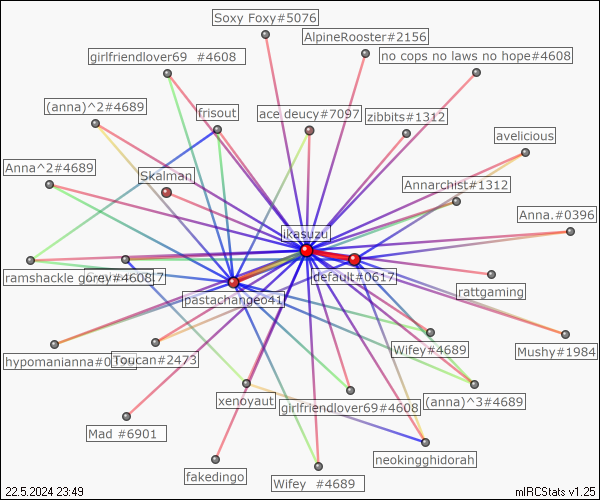 Soxy Foxy#5076
AlpineRooster#2156
girlfriendlover69 #4608
no cops no laws no hope#4608
(anna)^2#4689
frisout
ace deucy#7097
zibbits#1312
avelicious
Anna^2#4689
Skalman
Annarchist#1312
Anna.#0396
ikasuzu
ramshackle gorey#4608
default#0617
rattgaming
pastachangeo41
hypomanianna#0
Toucan#2473
Wifey#4689
Mushy#1984
xenoyaut
girlfriendlover69#4608
(anna)^3#4689
Mad #6901
neokingghidorah
fakedingo
Wifey #4689
22.5.2024 23:49
mIRCStats v1.25